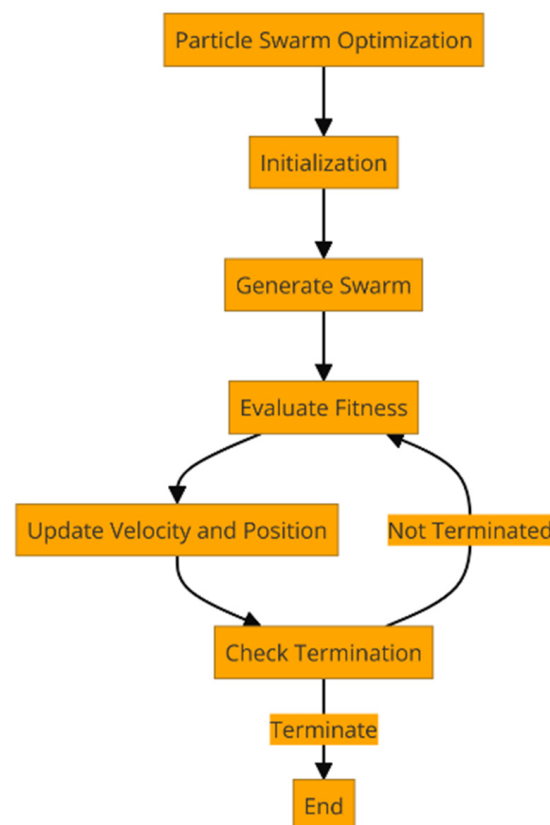 Particle Swarm Optimization
Initialization
Generate Swarm
Evaluate Fitness
Update Velocity and Position
Not Terminated
Check Termination
Terminate
End